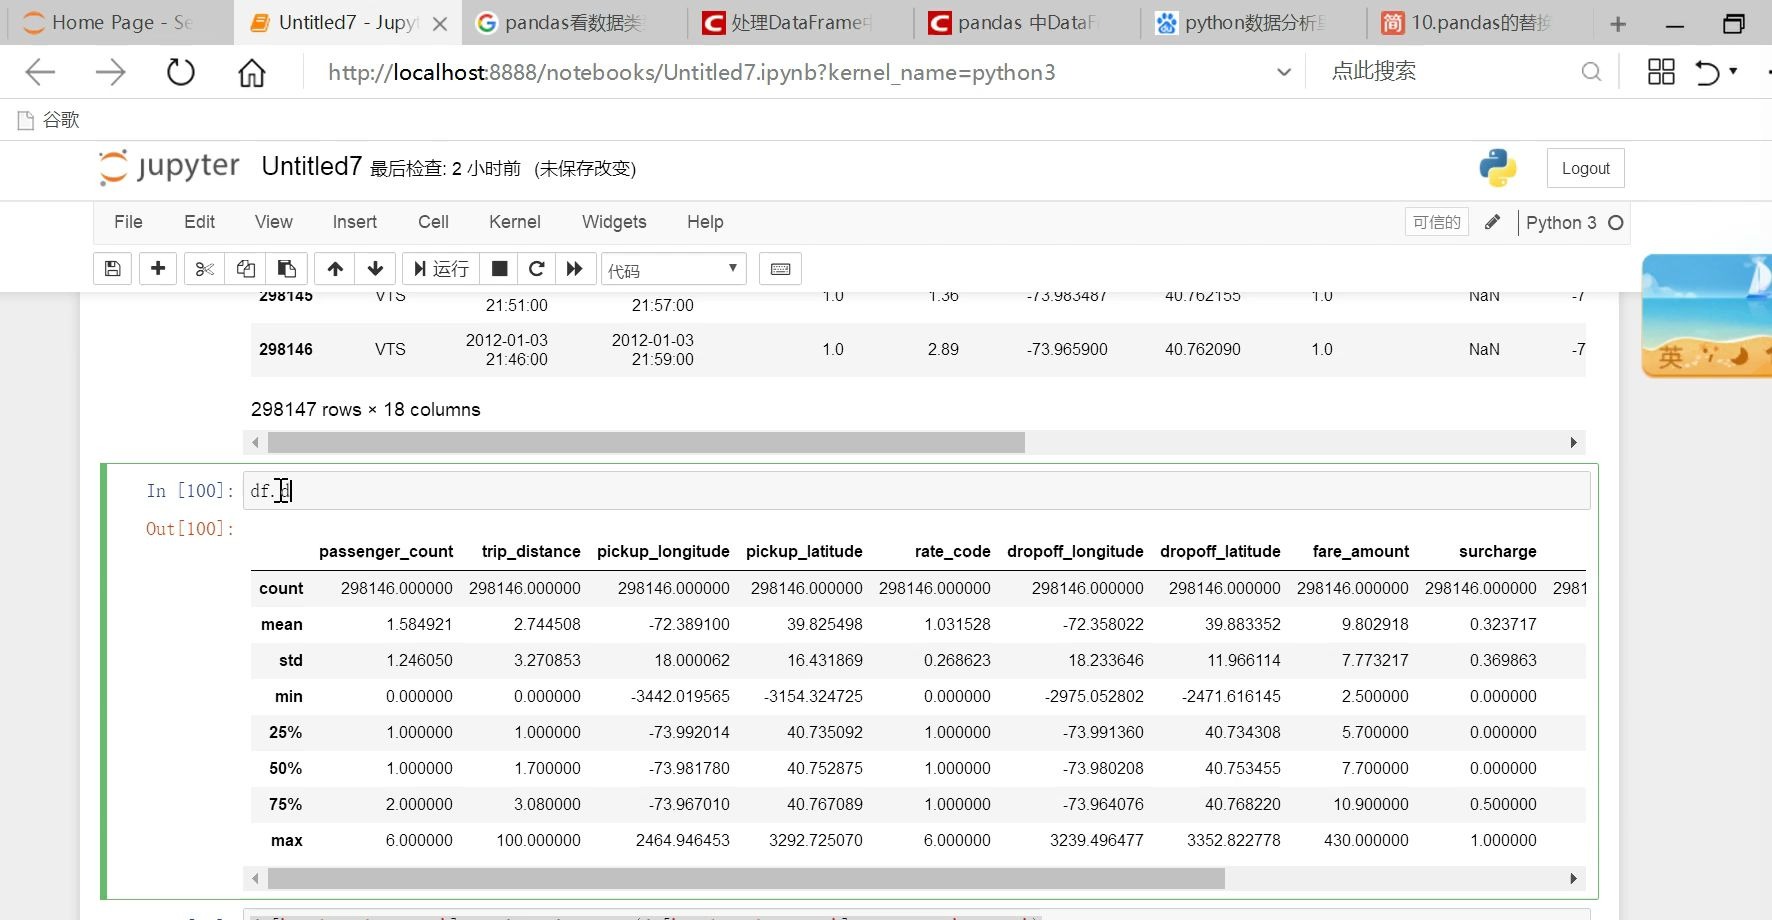 Home Page - Se
Untitled7 - Jupyt
pandas看数据类
处理DataFrame中
pandas 中DataF
python数据分析
10.pandas的替换
http://localhost:8888/notebooks/Untitled7.ipynb?kernel_name=python3
点此搜索
谷歌
jupyter Untitled7 最后检查: 2 小时前 (未保存改变)
Logout
File Edit View Insert Cell Kernel Widgets Help
可信的
Python 3
运行
代码
英
298145 VTS 21:51:00 21:57:00 1.0 1.36 -73.983487 40.762155 1.0 NaN -7
2012-01-03 2012-01-03
298146 VTS 1.0 2.89 -73.965900 40.762090 1.0 NaN -7
21:46:00 21:59:00
298147 rows × 18 columns
In [100]: df.d
Out[100]:
passenger_count trip_distance pickup_longitude pickup_latitude rate_code dropoff_longitude dropoff_latitude fare_amount surcharge
count 298146.000000 298146.000000 298146.000000 298146.000000 298146.000000 298146.000000 298146.000000 298146.000000 298146.000000 2981
mean 1.584921 2.744508 -72.389100 39.825498 1.031528 -72.358022 39.883352 9.802918 0.323717
std 1.246050 3.270853 18.000062 16.431869 0.268623 18.233646 11.966114 7.773217 0.369863
min 0.000000 0.000000 -3442.019565 -3154.324725 0.000000 -2975.052802 -2471.616145 2.500000 0.000000
25% 1.000000 1.000000 -73.992014 40.735092 1.000000 -73.991360 40.734308 5.700000 0.000000
50% 1.000000 1.700000 -73.981780 40.752875 1.000000 -73.980208 40.753455 7.700000 0.000000
75% 2.000000 3.080000 -73.967010 40.767089 1.000000 -73.964076 40.768220 10.900000 0.500000
max 6.000000 100.000000 2464.946453 3292.725070 6.000000 3239.496477 3352.822778 430.000000 1.000000